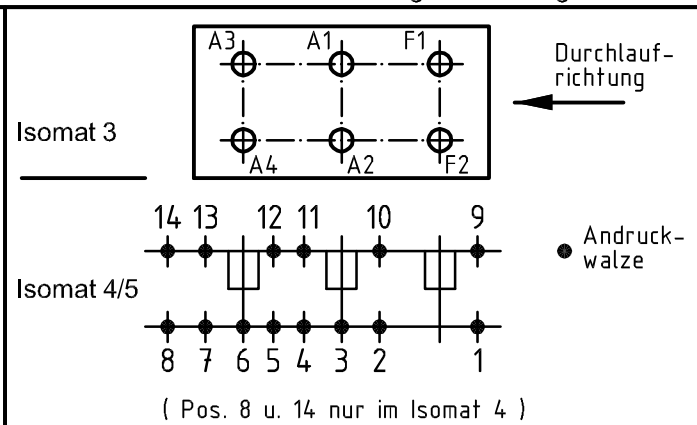 A3 A1 F1
Durchlauf-
richtung
Isomat 3
A4 A2 F2
14 13 12 11 10 9
Andruck-
walze
Isomat 4/5
8 7 6 5 4 3 2 1
( Pos. 8 u. 14 nur im Isomat 4 )